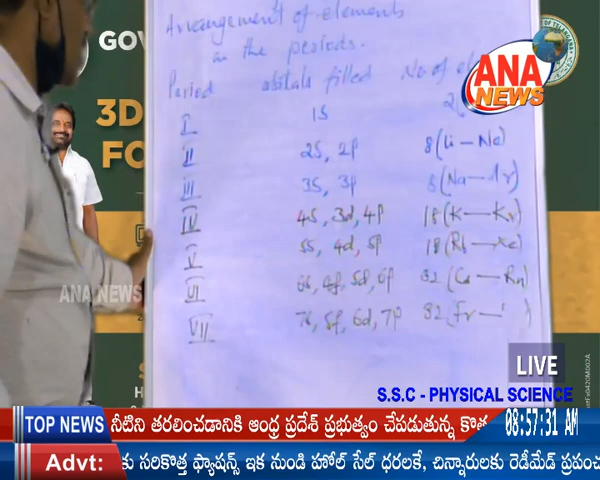 GOV
Arrangement of elements
in the periods.
Period orbitals filled No of el
I 1s 2
II 2s, 2p 8 (Li — Ne)
III 3s, 3p 8 (Na — Ar)
IV 4s, 3d, 4p 18 (K — Kr)
V 5s, 4d, 5p 18 (Rb — Xe)
VI 6s, 4f, 5d, 6p 32 (Cs — Rn)
VII 7s, 5f, 6d, 7p 32 (Fr — )
3D
FO
ANA
NEWS
ANA NEWS
LIVE
S.S.C - PHYSICAL SCIENCE
TOP NEWS నీటిని తరలించడానికి ఆంధ్ర ప్రదేశ్ ప్రభుత్వం చేపడుతున్న కొత్త 08:57:31 AM
Advt: కు సరికొత్త ఫ్యాషన్స్ ఇక నుండి హోల్ సేల్ ధరలకే, చిన్నారులకు రెడీమేడ్ ప్రపంచ